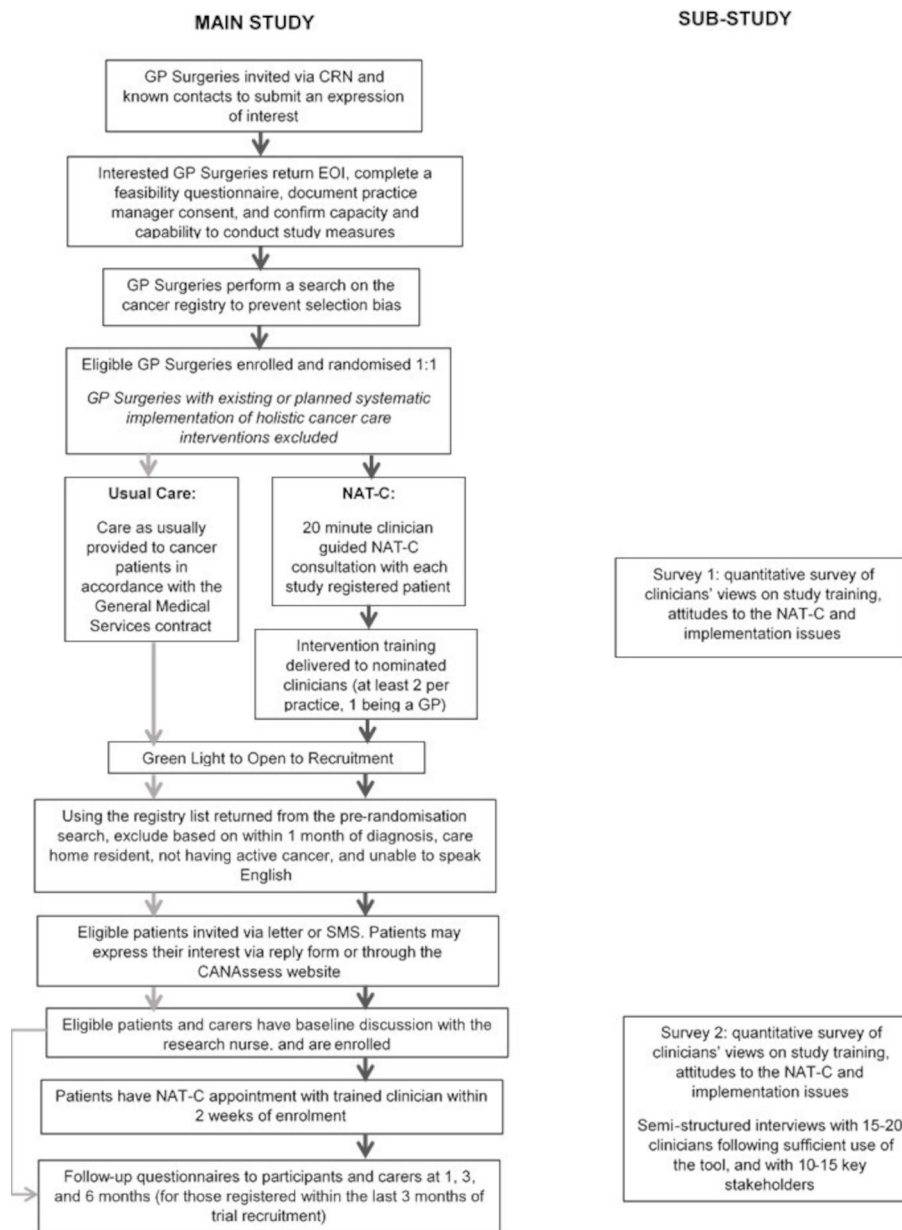 MAIN STUDY
SUB-STUDY
GP Surgeries invited via CRN and
known contacts to submit an expression
of interest
Interested GP Surgeries return EOI, complete a
feasibility questionnaire, document practice
manager consent, and confirm capacity and
capability to conduct study measures
GP Surgeries perform a search on the
cancer registry to prevent selection bias
Eligible GP Surgeries enrolled and randomised 1:1
GP Surgeries with existing or planned systematic
implementation of holistic cancer care
interventions excluded
Usual Care:
Care as usually
provided to cancer
patients in
accordance with the
General Medical
Services contract
NAT-C:
20 minute clinician
guided NAT-C
consultation with each
study registered patient
Intervention training
delivered to nominated
clinicians (at least 2 per
practice, 1 being a GP)
Survey 1: quantitative survey of
clinicians' views on study training,
attitudes to the NAT-C and
implementation issues
Green Light to Open to Recruitment
Using the registry list returned from the pre-randomisation
search, exclude based on within 1 month of diagnosis, care
home resident, not having active cancer, and unable to speak
English
Eligible patients invited via letter or SMS. Patients may
express their interest via reply form or through the
CANAssess website
Eligible patients and carers have baseline discussion with the
research nurse, and are enrolled
Patients have NAT-C appointment with trained clinician within
2 weeks of enrolment
Follow-up questionnaires to participants and carers at 1, 3,
and 6 months (for those registered within the last 3 months of
trial recruitment)
Survey 2: quantitative survey of
clinicians' views on study training,
attitudes to the NAT-C and
implementation issues
Semi-structured interviews with 15-20
clinicians following sufficient use of
the tool, and with 10-15 key
stakeholders